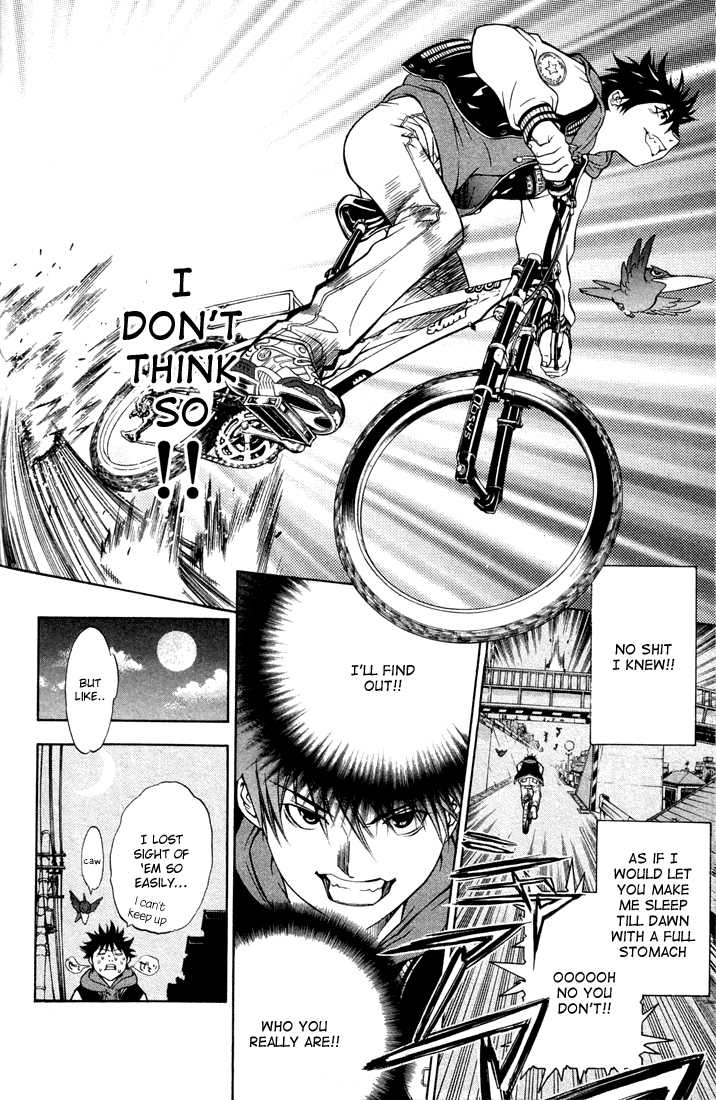 I
DON'T
THINK
SO
!!
NO SHIT
I KNEW!!
AS IF I
WOULD LET
YOU MAKE
ME SLEEP
TILL DAWN
WITH A FULL
STOMACH
OOOOOH
NO YOU
DON'T!!
I'LL FIND
OUT!!
WHO YOU
REALLY ARE!!
BUT
LIKE..
I LOST
SIGHT OF
'EM SO
EASILY...
I can't
keep up
caw